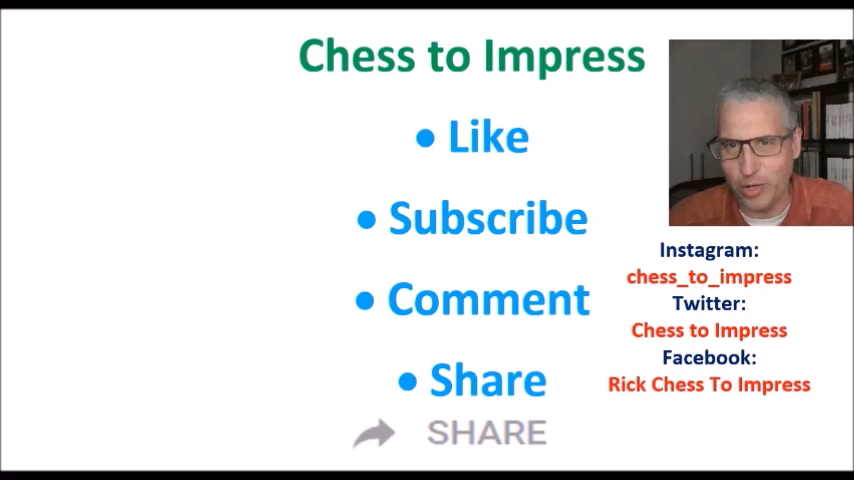 Chess to Impress
• Like
• Subscribe
• Comment
• Share
SHARE
Instagram:
chess_to_impress
Twitter:
Chess to Impress
Facebook:
Rick Chess To Impress